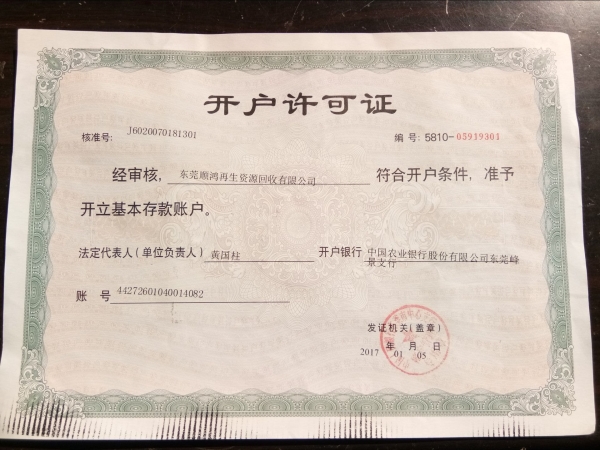 开户许可证
核准号: J6020070181301 编号: 5810-05919301
经审核, 东莞顺鸿再生资源回收有限公司 符合开户条件,准予
开立基本存款账户。
法定代表人(单位负责人) 黄国柱 开户银行 中国农业银行股份有限公司东莞峰
景支行
账 号 44272601040014082
发证机关(盖章)
年 月 日
2017 01 05